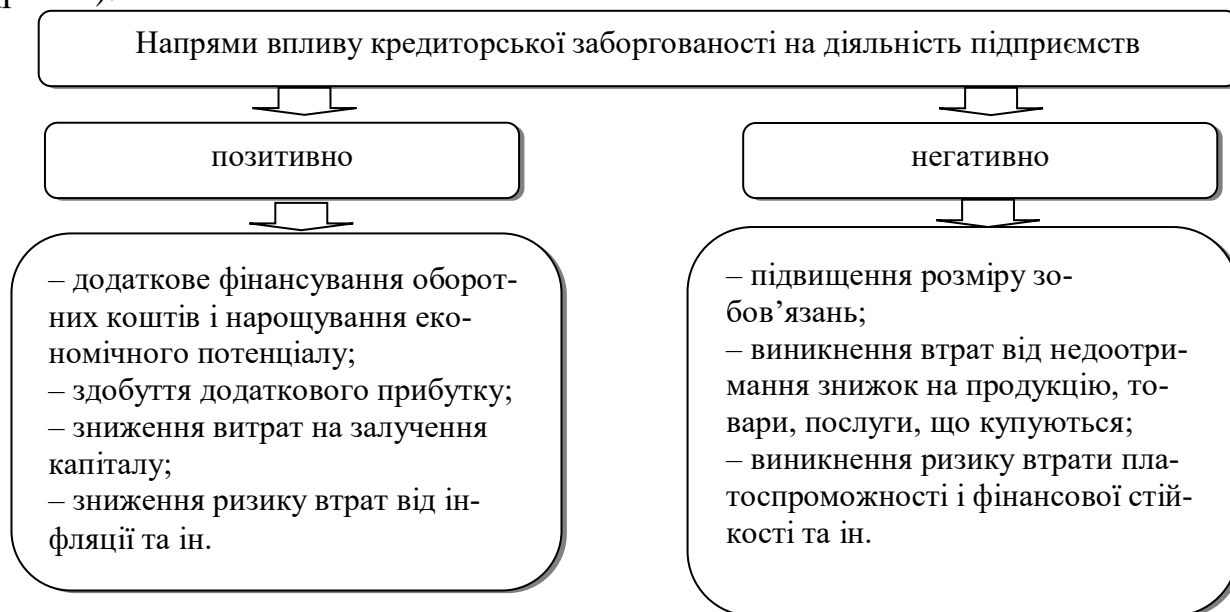 Напрями впливу кредиторської заборгованості на діяльність підприємств
позитивно
негативно
– додаткове фінансування оборот-
них коштів і нарощування еко-
номічного потенціалу;
– здобуття додаткового прибутку;
– зниження витрат на залучення
капіталу;
– зниження ризику втрат від ін-
фляції та ін.
– підвищення розміру зо-
бов’язань;
– виникнення втрат від недоотри-
мання знижок на продукцію, то-
вари, послуги, що купуються;
– виникнення ризику втрати пла-
тоспроможності і фінансової стій-
кості та ін.